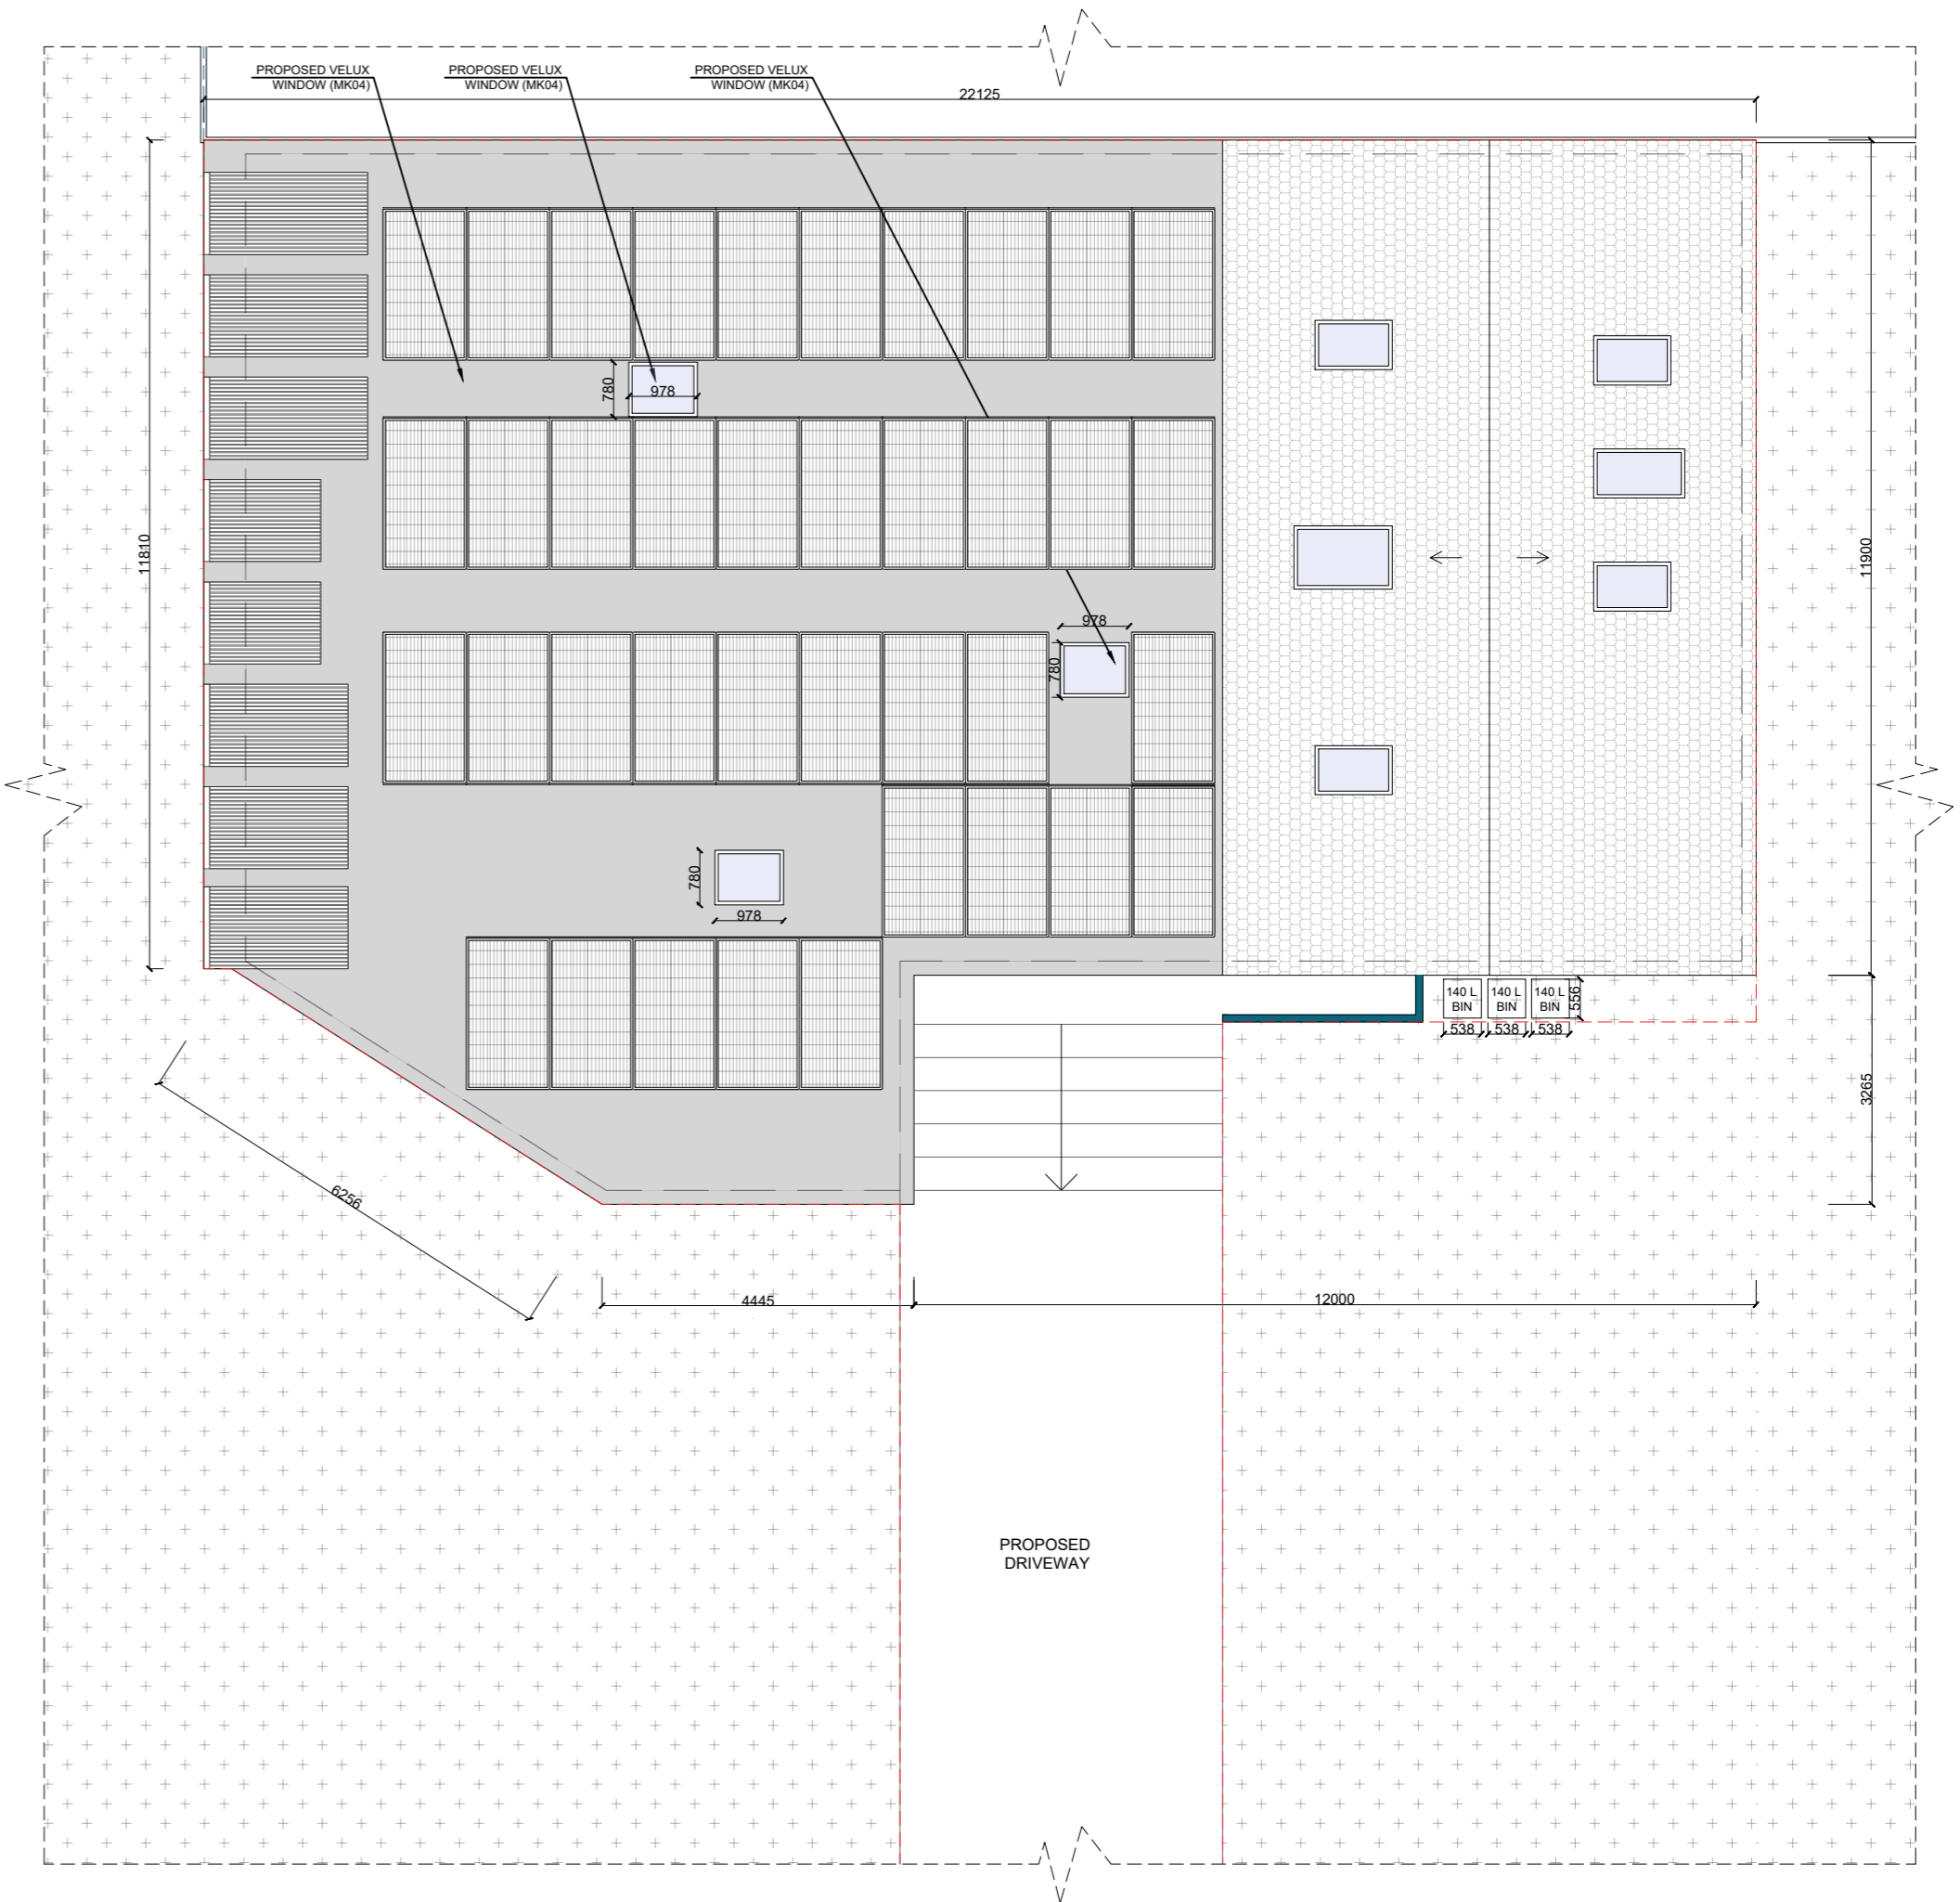 PROPOSED VELUX
WINDOW (MK04)
PROPOSED VELUX
WINDOW (MK04)
PROPOSED VELUX
WINDOW (MK04)
22125
11810
11900
780
978
978
780
780
978
140 L
BIN
140 L
BIN
140 L
BIN
556
538
538
538
3265
6256
4445
12000
PROPOSED
DRIVEWAY